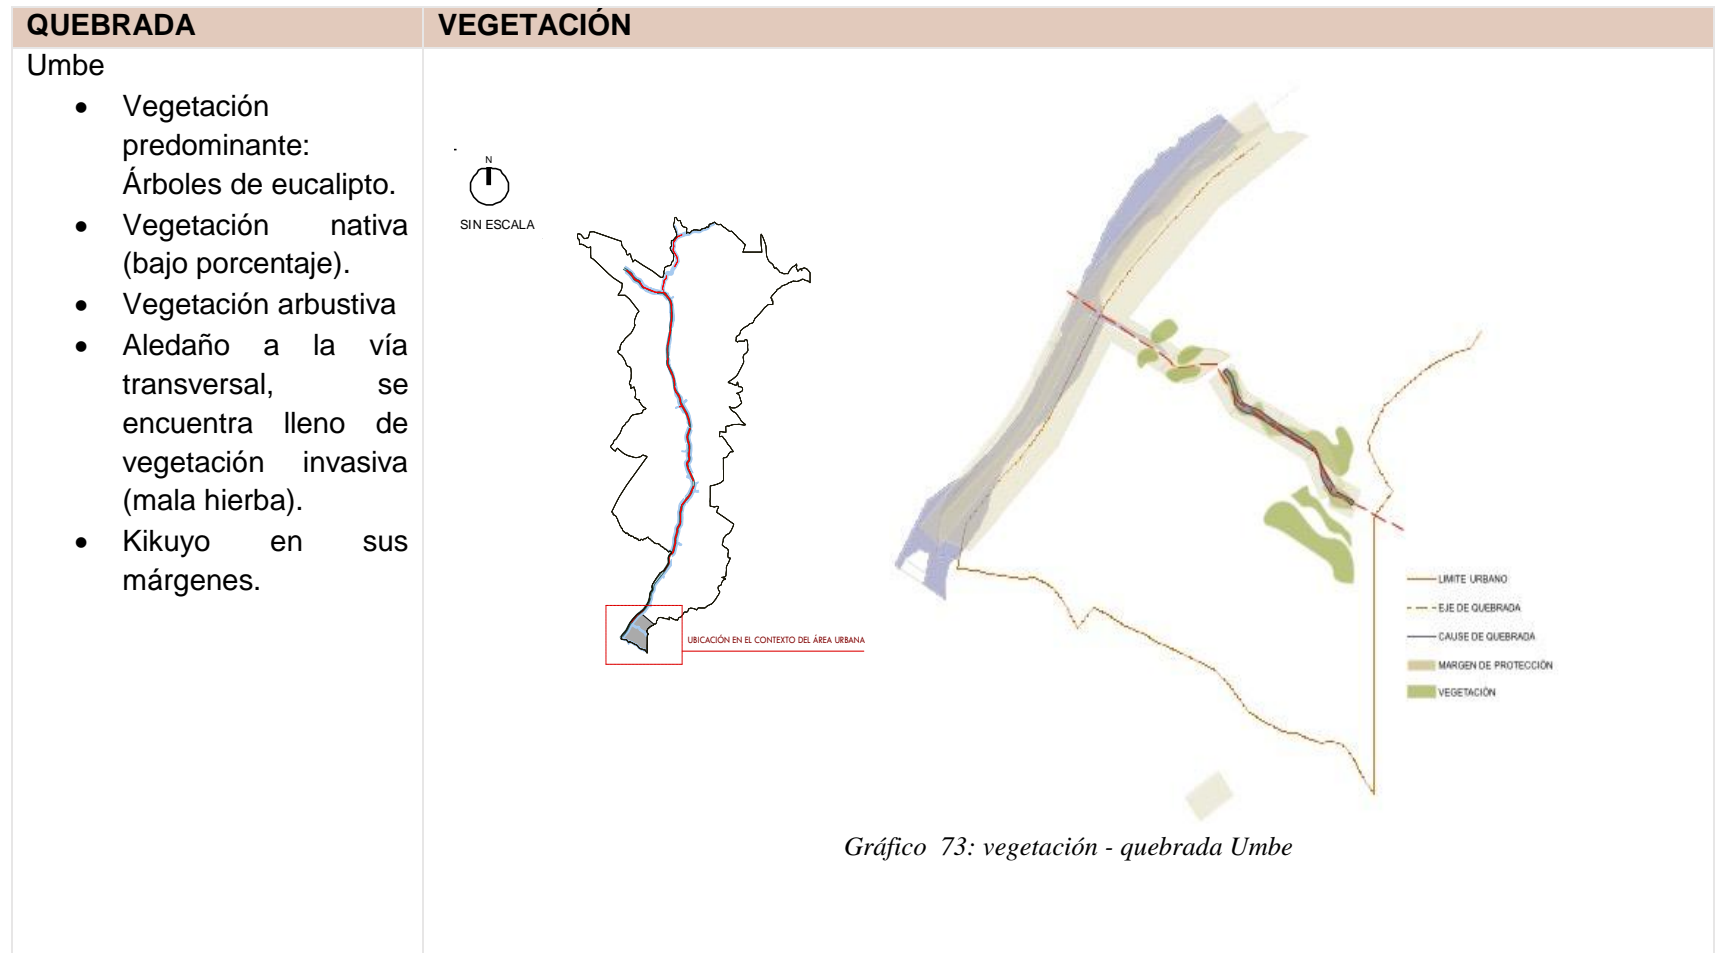 QUEBRADA
VEGETACIÓN
Umbe
• Vegetación
predominante:
Árboles de eucalipto.
• Vegetación nativa
(bajo porcentaje).
• Vegetación arbustiva
• Aledaño a la vía
transversal, se
encuentra lleno de
vegetación invasiva
(mala hierba).
• Kikuyo en sus
márgenes.
N
SIN ESCALA
UBICACIÓN EN EL CONTEXTO DEL ÁREA URBANA
LIMITE URBANO
EJE DE QUEBRADA
CAUSE DE QUEBRADA
MARGEN DE PROTECCIÓN
VEGETACIÓN
Gráfico 73: vegetación - quebrada Umbe